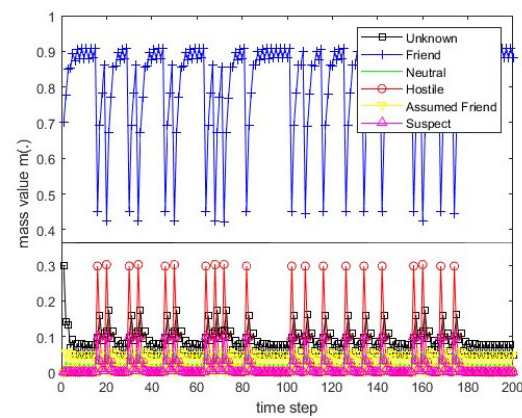 Unknown
Friend
Neutral
Hostile
Assumed Friend
Suspect
mass value m(.)
1
0.9
0.8
0.7
0.6
0.5
0.4
0.3
0.2
0.1
0
0 20 40 60 80 100 120 140 160 180 200
time step